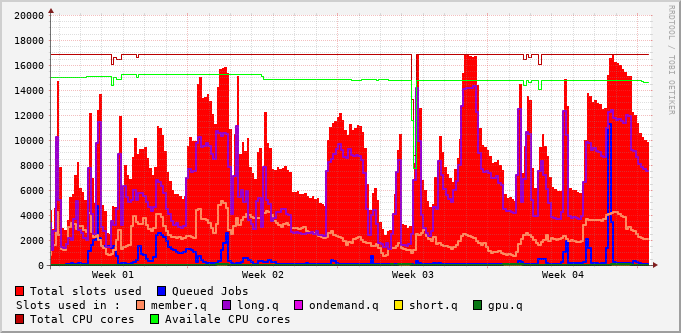 20000
18000
16000
14000
12000
10000
8000
6000
4000
2000
0
Week 01 Week 02 Week 03 Week 04
RRDTOOL / TOBI OETIKER
Total slots used Queued Jobs
Slots used in : member.q long.q ondemand.q short.q gpu.q
Total CPU cores Availale CPU cores